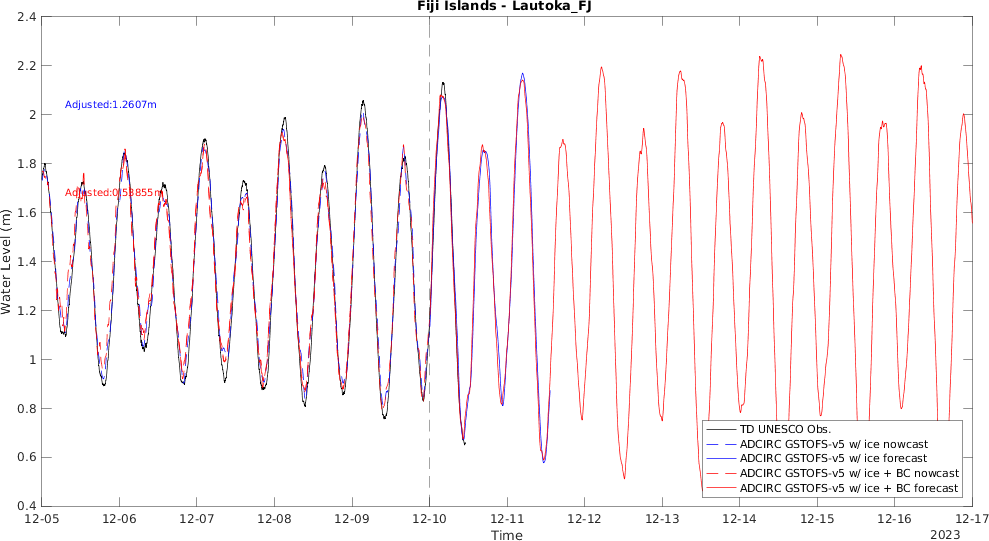 Fiji Islands - Lautoka_FJ
2.4
2.2
2
1.8
1.6
1.4
1.2
1
0.8
0.6
0.4
Water Level (m)
Adjusted:1.2607m
Adjusted:0.53855m
TD UNESCO Obs.
ADCIRC GSTOFS-v5 w/ ice nowcast
ADCIRC GSTOFS-v5 w/ ice forecast
ADCIRC GSTOFS-v5 w/ ice + BC nowcast
ADCIRC GSTOFS-v5 w/ ice + BC forecast
12-05 12-06 12-07 12-08 12-09 12-10 12-11 12-12 12-13 12-14 12-15 12-16 12-17
Time
2023